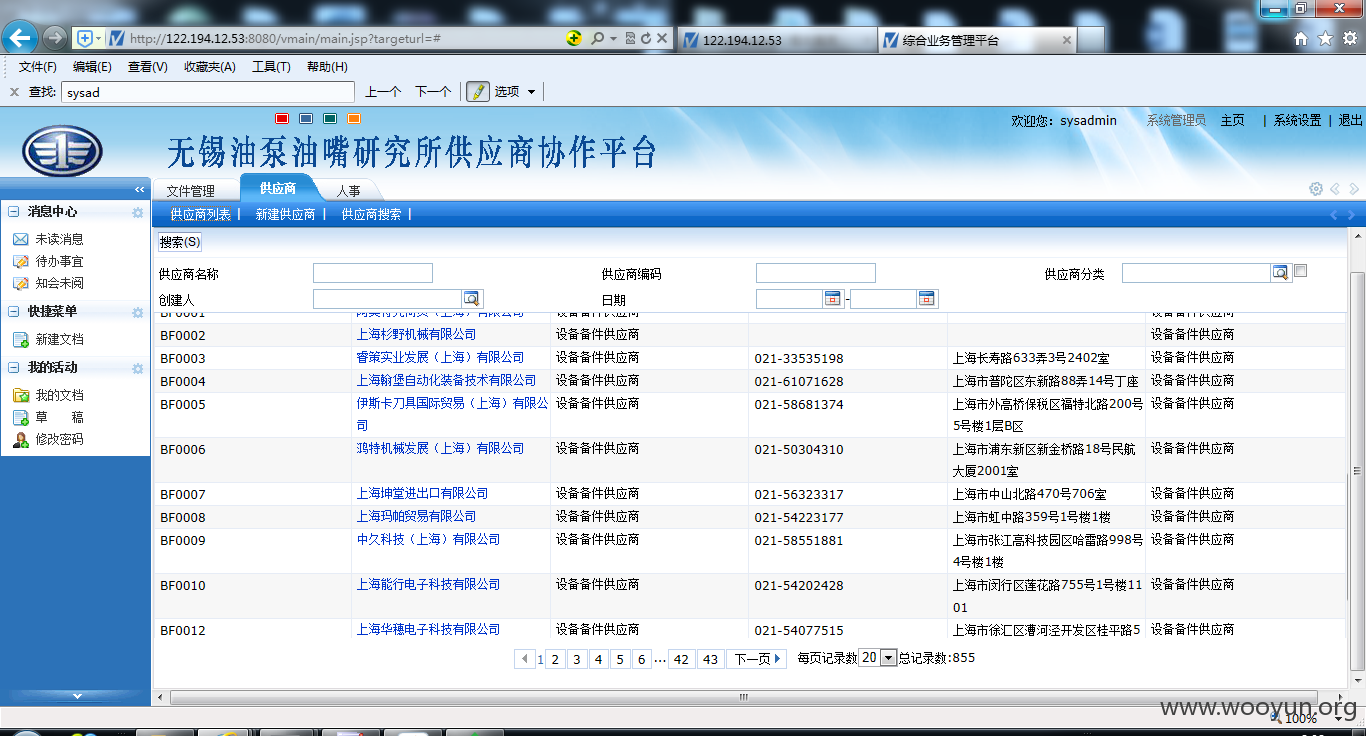 http://122.194.12.53:8080/vmain/main.jsp?targeturl=#
122.194.12.53
综合业务管理平台
文件(F) 编辑(E) 查看(V) 收藏夹(A) 工具(T) 帮助(H)
查找: sysad 上一个 下一个 选项
欢迎您: sysadmin 系统管理员 主页 | 系统设置 | 退出
无锡油泵油嘴研究所供应商协作平台
文件管理 供应商 人事
供应商列表 | 新建供应商 | 供应商搜索 |
消息中心
未读消息
待办事宜
知会未阅
快捷菜单
新建文档
我的活动
我的文档
草 稿
修改密码
搜索(S)
供应商名称 供应商编码 供应商分类
创建人 日期 -
BF0001 设备备件供应商 设备备件供应商
BF0002 上海杉野机械有限公司 设备备件供应商 设备备件供应商
BF0003 睿策实业发展（上海）有限公司 设备备件供应商 021-33535198 上海长寿路633弄3号2402室 设备备件供应商
BF0004 上海翰堡自动化装备技术有限公司 设备备件供应商 021-61071628 上海市普陀区东新路88弄14号丁座 设备备件供应商
BF0005 伊斯卡刀具国际贸易（上海）有限公 设备备件供应商 021-58681374 上海市外高桥保税区福特北路200号 设备备件供应商
司 5号楼1层B区
BF0006 鸿特机械发展（上海）有限公司 设备备件供应商 021-50304310 上海市浦东新区新金桥路18号民航 设备备件供应商
大厦2001室
BF0007 上海坤堂进出口有限公司 设备备件供应商 021-56323317 上海市中山北路470号706室 设备备件供应商
BF0008 上海玛帕贸易有限公司 设备备件供应商 021-54223177 上海市虹中路359号1号楼1楼 设备备件供应商
BF0009 中久科技（上海）有限公司 设备备件供应商 021-58551881 上海市张江高科技园区哈雷路998号 设备备件供应商
4号楼1楼
BF0010 上海能行电子科技有限公司 设备备件供应商 021-54202428 上海市闵行区莲花路755号1号楼11 设备备件供应商
01
BF0012 上海华穗电子科技有限公司 设备备件供应商 021-54077515 上海市徐汇区漕河泾开发区桂平路5 设备备件供应商
1 2 3 4 5 6 ... 42 43 下一页 每页记录数 20 总记录数:855
www.wooyun.org
100%